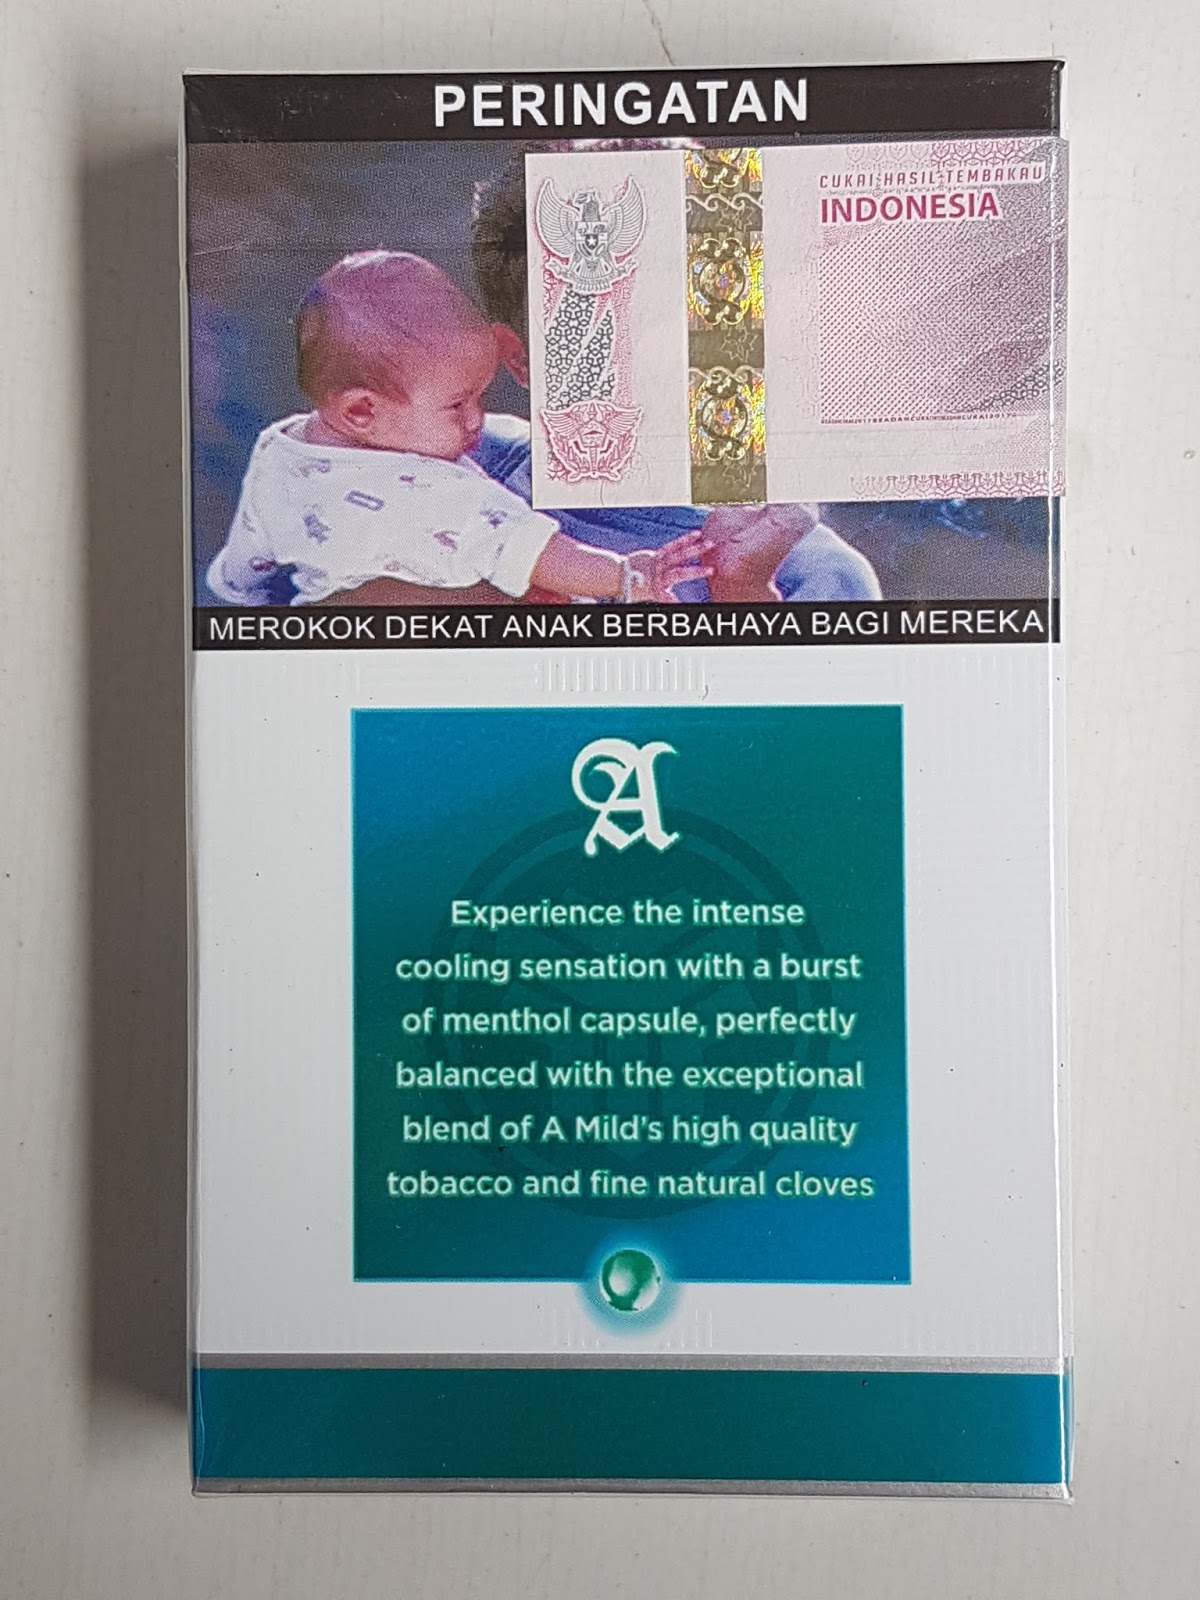 PERINGATAN
CUKAI HASIL TEMBAKAU
INDONESIA
MEROKOK DEKAT ANAK BERBAHAYA BAGI MEREKA
A
Experience the intense
cooling sensation with a burst
of menthol capsule, perfectly
balanced with the exceptional
blend of A Mild's high quality
tobacco and fine natural cloves